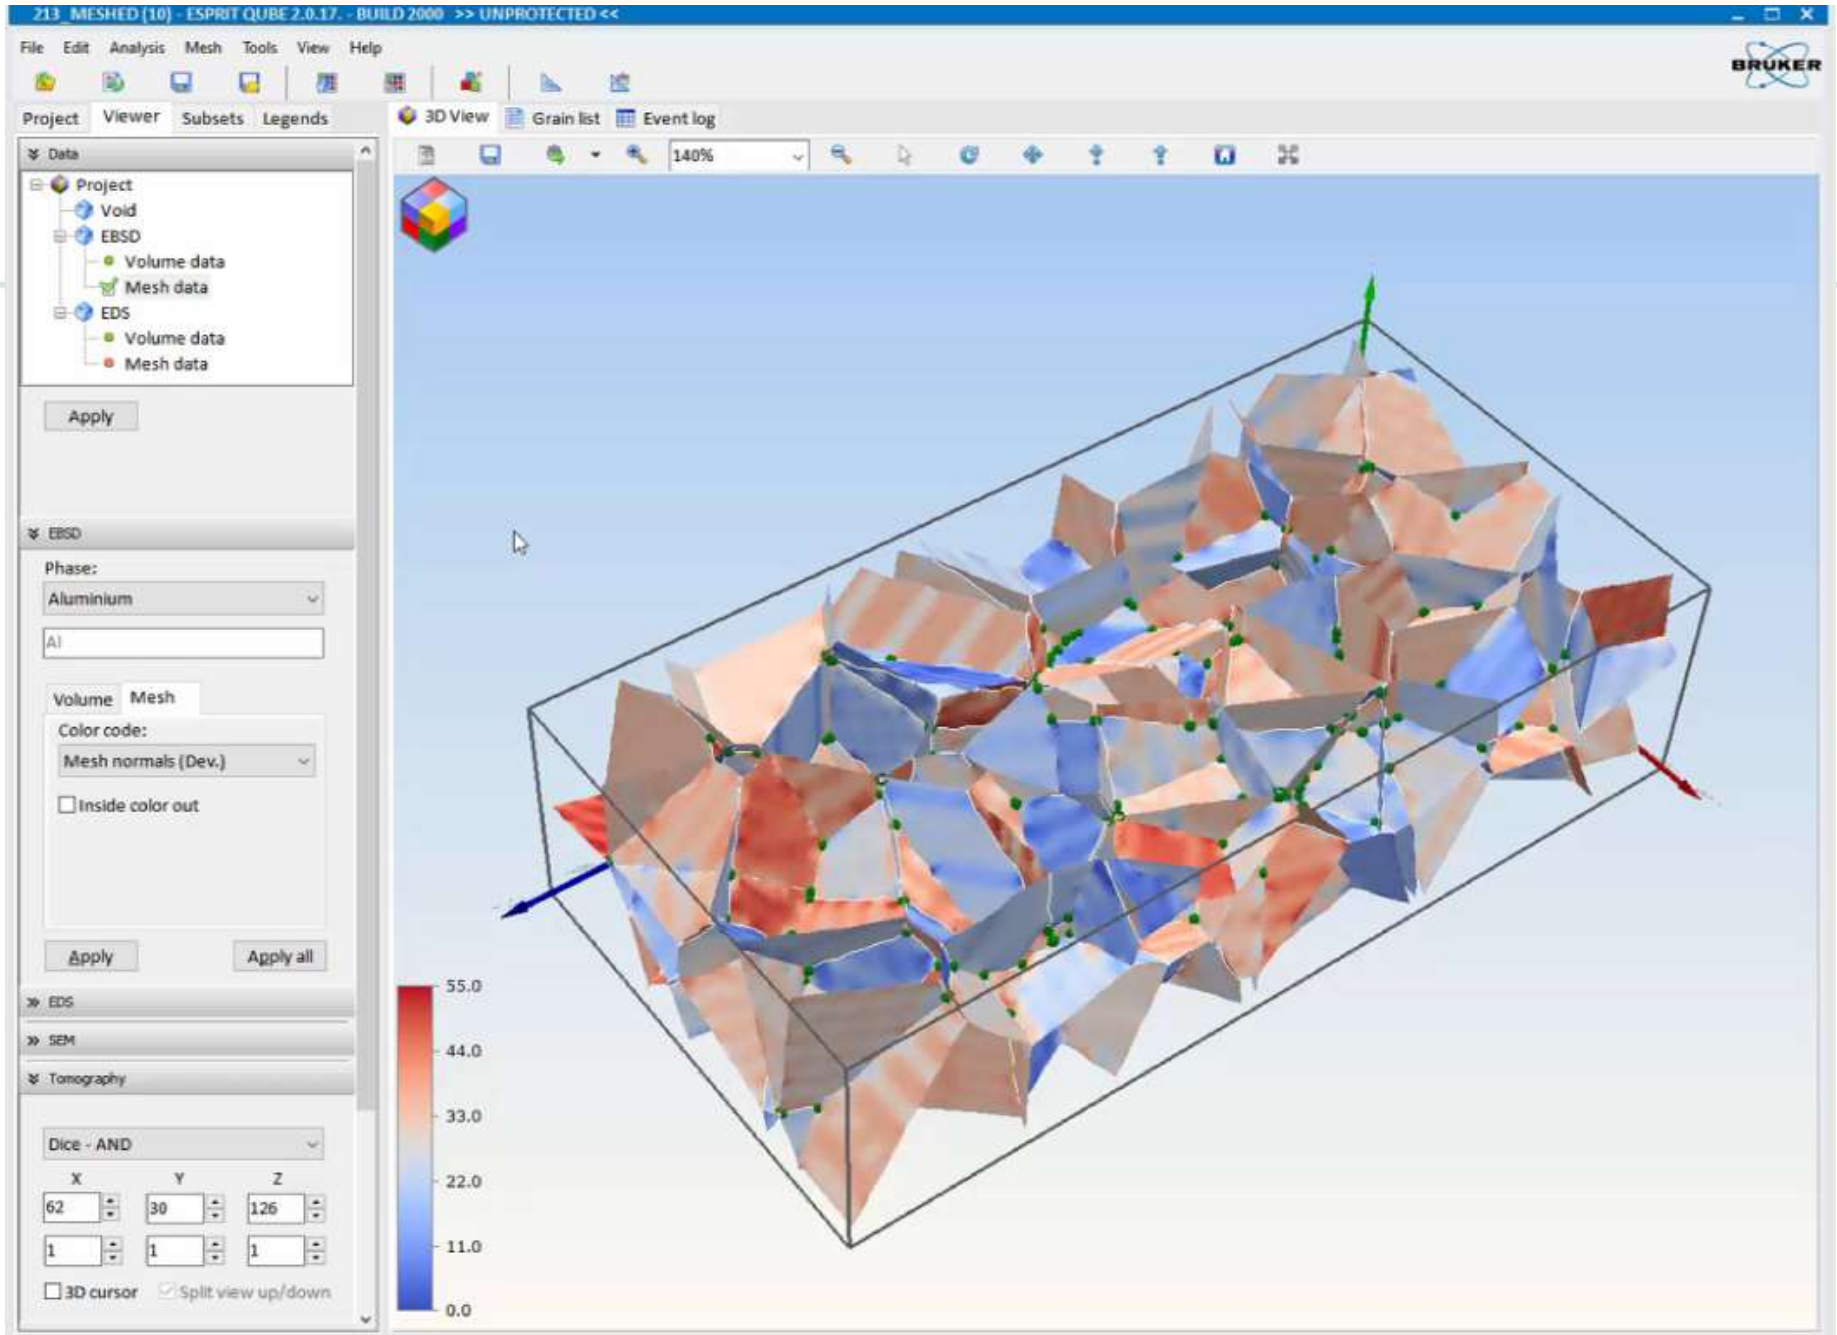 213_MESHED (10) - ESPRIT QUBE 2.0.17. - BUILD 2000 >> UNPROTECTED <<
File Edit Analysis Mesh Tools View Help
BRUKER
Project Viewer Subsets Legends
3D View Grain list Event log
Data
140%
Project
Void
EBSD
Volume data
Mesh data
EDS
Volume data
Mesh data
Apply
EBSD
Phase:
Aluminium
Al
Volume Mesh
Color code:
Mesh normals (Dev.)
Inside color out
Apply Apply all
EDS
SEM
Tomography
Dice - AND
X Y Z
62 30 126
1 1 1
3D cursor Split view up/down
55.0
44.0
33.0
22.0
11.0
0.0